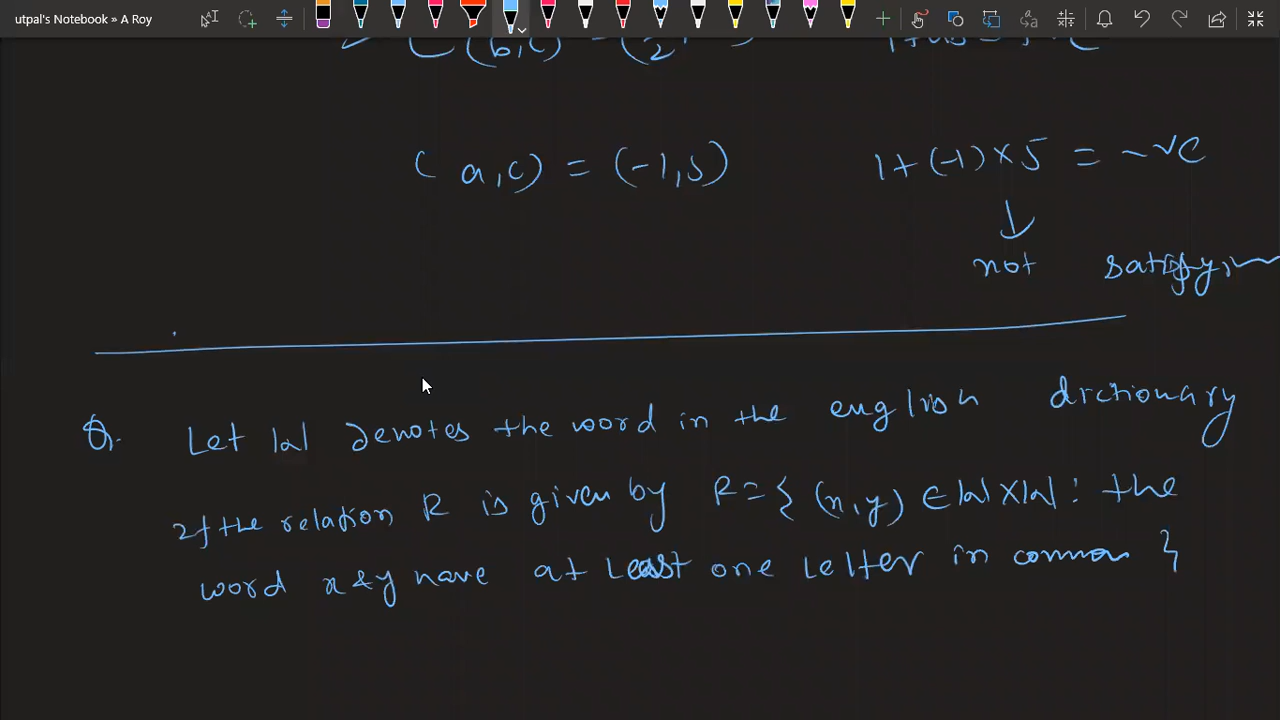 utpal's Notebook » A Roy
(a,c) = (-1,5) 1+(-1)×5 = -ve
↓
not satisfy
Q. Let W denotes the word in the english dictionary
If the relation R is given by R={ (x,y) ∈ W×W : the
word x & y have at least one letter in common }